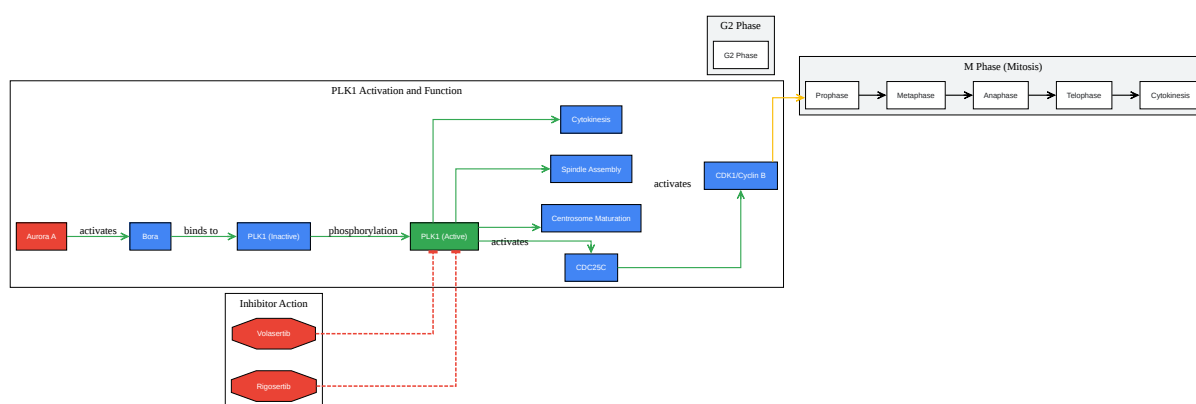 G2 Phase
G2 Phase
M Phase (Mitosis)
Prophase
Metaphase
Anaphase
Telophase
Cytokinesis
PLK1 Activation and Function
Cytokinesis
Spindle Assembly
activates
CDK1/Cyclin B
Centrosome Maturation
Aurora A
activates
Bora
binds to
PLK1 (Inactive)
phosphorylation
PLK1 (Active)
activates
CDC25C
Inhibitor Action
Volasertib
Rigosertib